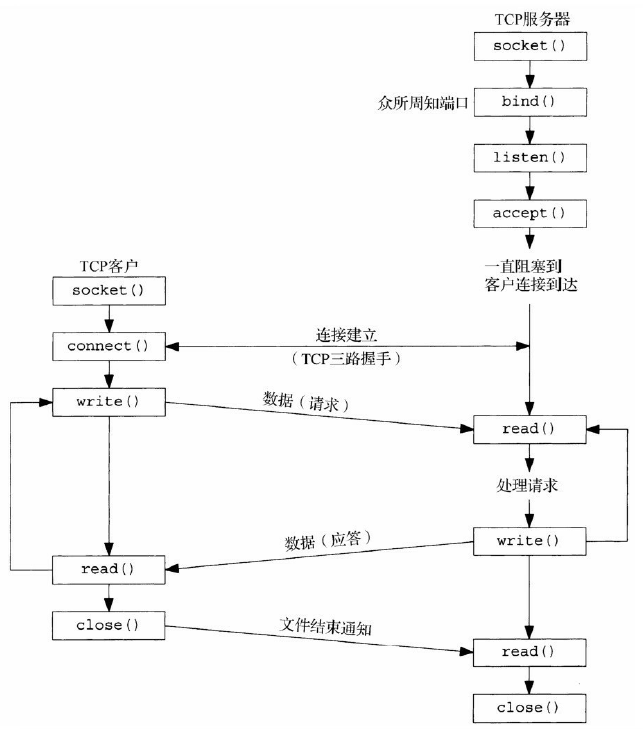 TCP服务器
socket()
众所周知端口
bind()
listen()
accept()
一直阻塞到
客户连接到达
TCP客户
socket()
connect()
连接建立
（TCP三路握手）
write()
数据（请求）
read()
处理请求
write()
数据（应答）
read()
close()
文件结束通知
read()
close()